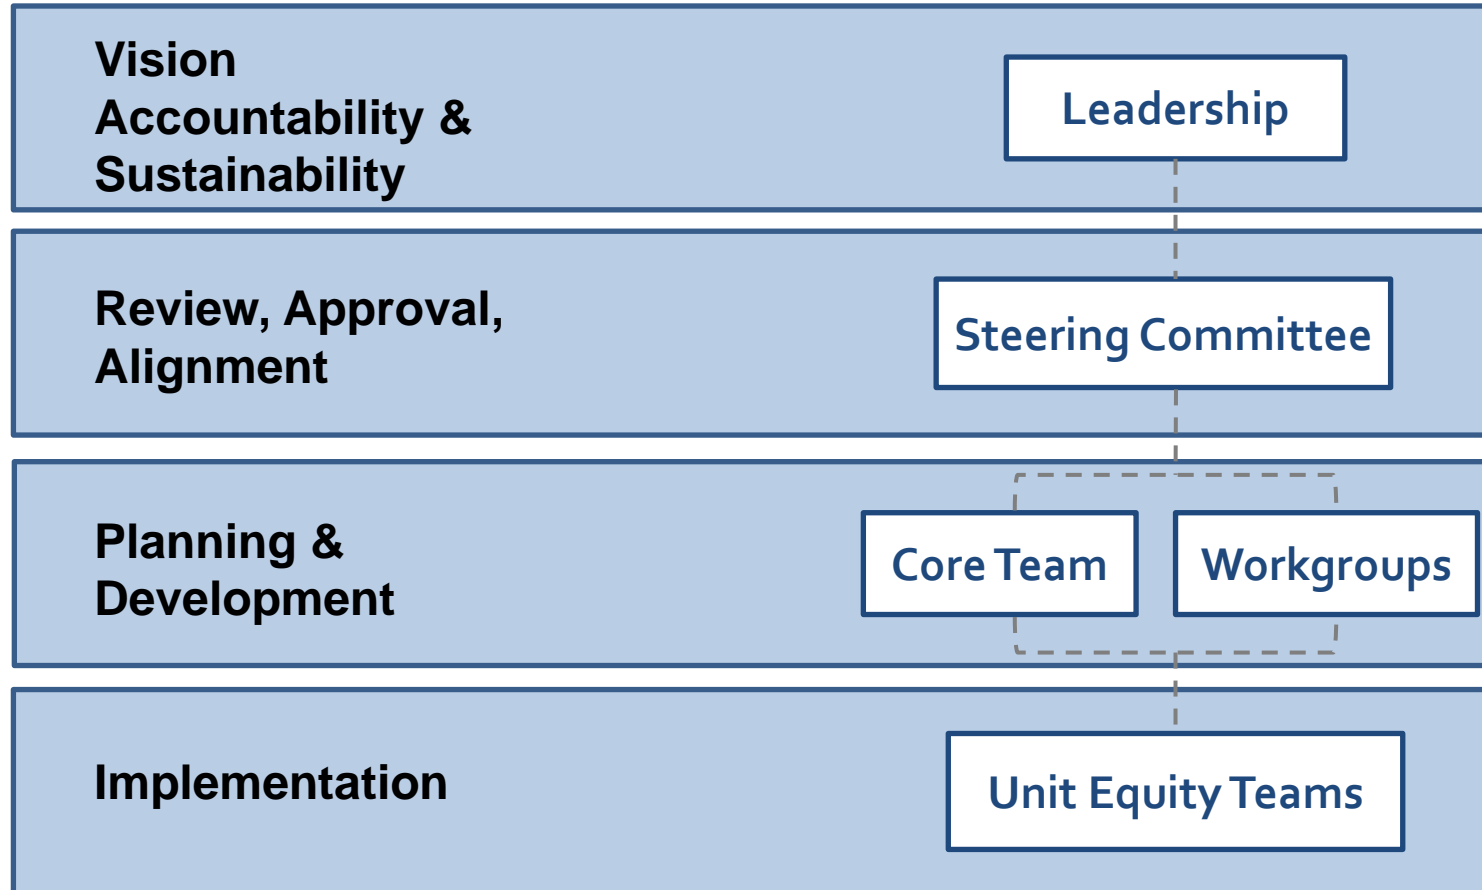 Vision
Accountability &
Sustainability
Leadership
Review, Approval,
Alignment
Steering Committee
Planning &
Development
Core Team
Workgroups
Implementation
Unit Equity Teams